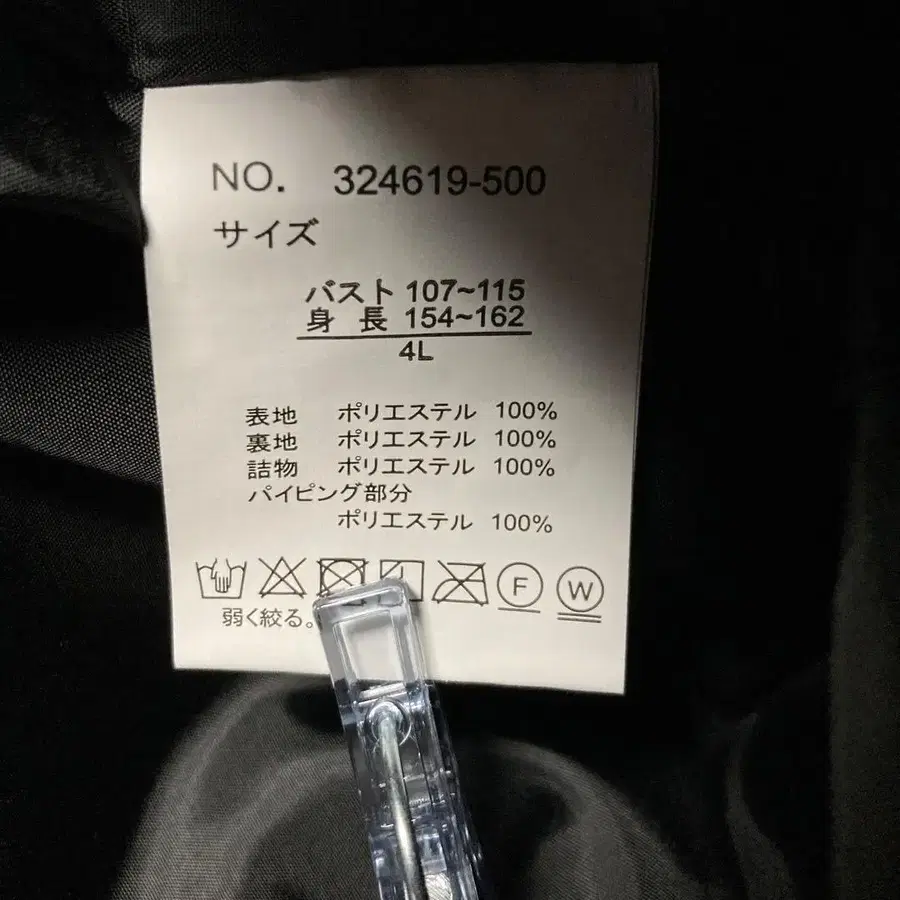 NO. 324619-500
サイズ
バスト 107~115
身 長 154~162
4L
表地 ポリエステル 100%
裏地 ポリエステル 100%
詰物 ポリエステル 100%
パイピング部分
ポリエステル 100%
F W
弱く絞る。